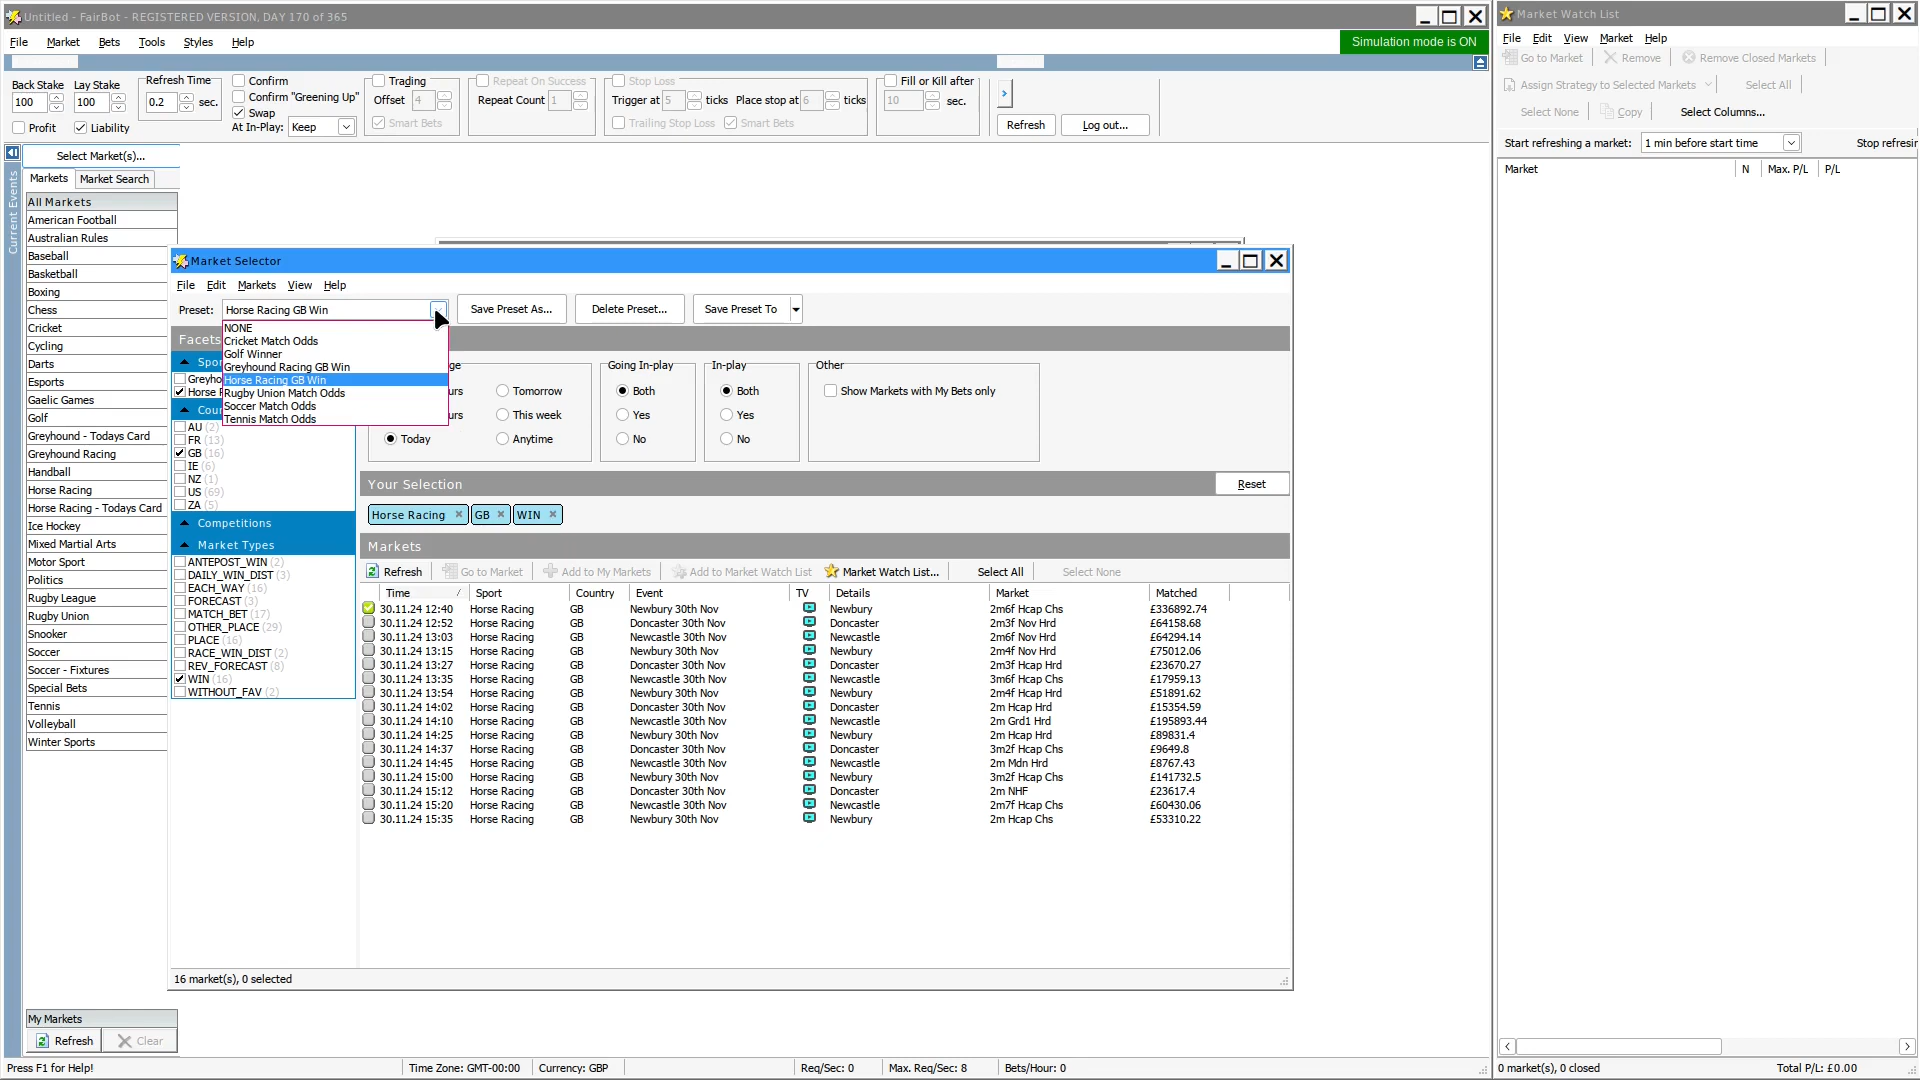 Untitled - FairBot - REGISTERED VERSION, DAY 170 of 365
File Market Bets Tools Styles Help
Simulation mode is ON
Back Stake Lay Stake Refresh Time
100 100 0.2 sec.
Profit Liability
Confirm
Confirm "Greening Up"
Swap
At In-Play: Keep
Trading
Offset 4
Smart Bets
Repeat On Success
Repeat Count 1
Stop Loss
Trigger at 5 ticks Place stop at 6 ticks
Trailing Stop Loss Smart Bets
Fill or Kill after
10 sec.
Refresh Log out...
Current Events
Select Market(s)...
Markets Market Search
All Markets
American Football
Australian Rules
Baseball
Basketball
Boxing
Chess
Cricket
Cycling
Darts
Esports
Gaelic Games
Golf
Greyhound - Todays Card
Greyhound Racing
Handball
Horse Racing
Horse Racing - Todays Card
Ice Hockey
Mixed Martial Arts
Motor Sport
Politics
Rugby League
Rugby Union
Snooker
Soccer
Soccer - Fixtures
Special Bets
Tennis
Volleyball
Winter Sports
My Markets
Refresh Clear
Market Selector
File Edit Markets View Help
Preset: Horse Racing GB Win
Save Preset As... Delete Preset... Save Preset To
NONE
Cricket Match Odds
Golf Winner
Greyhound Racing GB Win
Horse Racing GB Win
Rugby Union Match Odds
Soccer Match Odds
Tennis Match Odds
Facets
Spor
Greyho
Horse R
Cour
AU (2)
FR (13)
GB (16)
IE (6)
NZ (1)
US (69)
ZA (5)
Competitions
Market Types
ANTEPOST_WIN (2)
DAILY_WIN_DIST (3)
EACH_WAY (16)
FORECAST (3)
MATCH_BET (17)
OTHER_PLACE (29)
PLACE (16)
RACE_WIN_DIST (2)
REV_FORECAST (8)
WIN (16)
WITHOUT_FAV (2)
ge
urs Tomorrow
urs This week
Today Anytime
Going In-play
Both
Yes
No
In-play
Both
Yes
No
Other
Show Markets with My Bets only
Your Selection Reset
Horse Racing × GB × WIN ×
Markets
Refresh Go to Market Add to My Markets Add to Market Watch List Market Watch List... Select All Select None
Time Sport Country Event TV Details Market Matched
30.11.24 12:40 Horse Racing GB Newbury 30th Nov Newbury 2m6f Hcap Chs £336892.74
30.11.24 12:52 Horse Racing GB Doncaster 30th Nov Doncaster 2m3f Nov Hrd £64158.68
30.11.24 13:03 Horse Racing GB Newcastle 30th Nov Newcastle 2m6f Nov Hrd £64294.14
30.11.24 13:15 Horse Racing GB Newbury 30th Nov Newbury 2m4f Nov Hrd £75012.06
30.11.24 13:27 Horse Racing GB Doncaster 30th Nov Doncaster 2m3f Hcap Hrd £23670.27
30.11.24 13:35 Horse Racing GB Newcastle 30th Nov Newcastle 3m6f Hcap Chs £17959.13
30.11.24 13:54 Horse Racing GB Newbury 30th Nov Newbury 2m4f Hcap Hrd £51891.62
30.11.24 14:02 Horse Racing GB Doncaster 30th Nov Doncaster 2m Hcap Hrd £15354.59
30.11.24 14:10 Horse Racing GB Newcastle 30th Nov Newcastle 2m Grd1 Hrd £195893.44
30.11.24 14:25 Horse Racing GB Newbury 30th Nov Newbury 2m Hcap Hrd £89831.4
30.11.24 14:37 Horse Racing GB Doncaster 30th Nov Doncaster 3m2f Hcap Chs £9649.8
30.11.24 14:45 Horse Racing GB Newcastle 30th Nov Newcastle 2m Mdn Hrd £8767.43
30.11.24 15:00 Horse Racing GB Newbury 30th Nov Newbury 3m2f Hcap Chs £141732.5
30.11.24 15:12 Horse Racing GB Doncaster 30th Nov Doncaster 2m NHF £23617.4
30.11.24 15:20 Horse Racing GB Newcastle 30th Nov Newcastle 2m7f Hcap Chs £60430.06
30.11.24 15:35 Horse Racing GB Newbury 30th Nov Newbury 2m Hcap Chs £53310.22
16 market(s), 0 selected
Press F1 for Help! Time Zone: GMT-00:00 Currency: GBP Req/Sec: 0 Max. Req/Sec: 8 Bets/Hour: 0
Market Watch List
File Edit View Market Help
Go to Market Remove Remove Closed Markets
Assign Strategy to Selected Markets Select All
Select None Copy Select Columns...
Start refreshing a market: 1 min before start time Stop refresir
Market N Max. P/L P/L
0 market(s), 0 closed Total P/L: £0.00